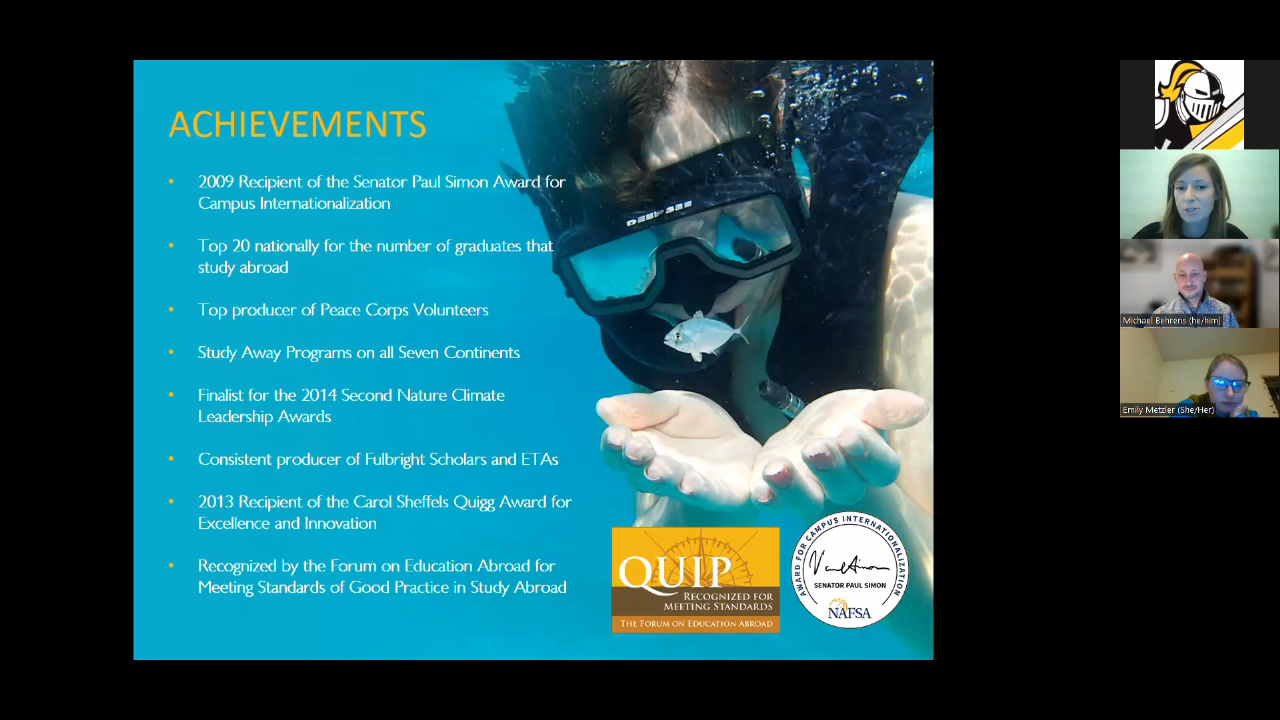 ACHIEVEMENTS
• 2009 Recipient of the Senator Paul Simon Award for
Campus Internationalization
• Top 20 nationally for the number of graduates that
study abroad
• Top producer of Peace Corps Volunteers
• Study Away Programs on all Seven Continents
• Finalist for the 2014 Second Nature Climate
Leadership Awards
• Consistent producer of Fulbright Scholars and ETAs
• 2013 Recipient of the Carol Sheffels Quigg Award for
Excellence and Innovation
• Recognized by the Forum on Education Abroad for
Meeting Standards of Good Practice in Study Abroad
QUIP
RECOGNIZED FOR
MEETING STANDARDS
THE FORUM ON EDUCATION ABROAD
AWARD FOR CAMPUS INTERNATIONALIZATION
SENATOR PAUL SIMON
NAFSA
Michael Behrens (he/him)
Emily Metzler (She/Her)